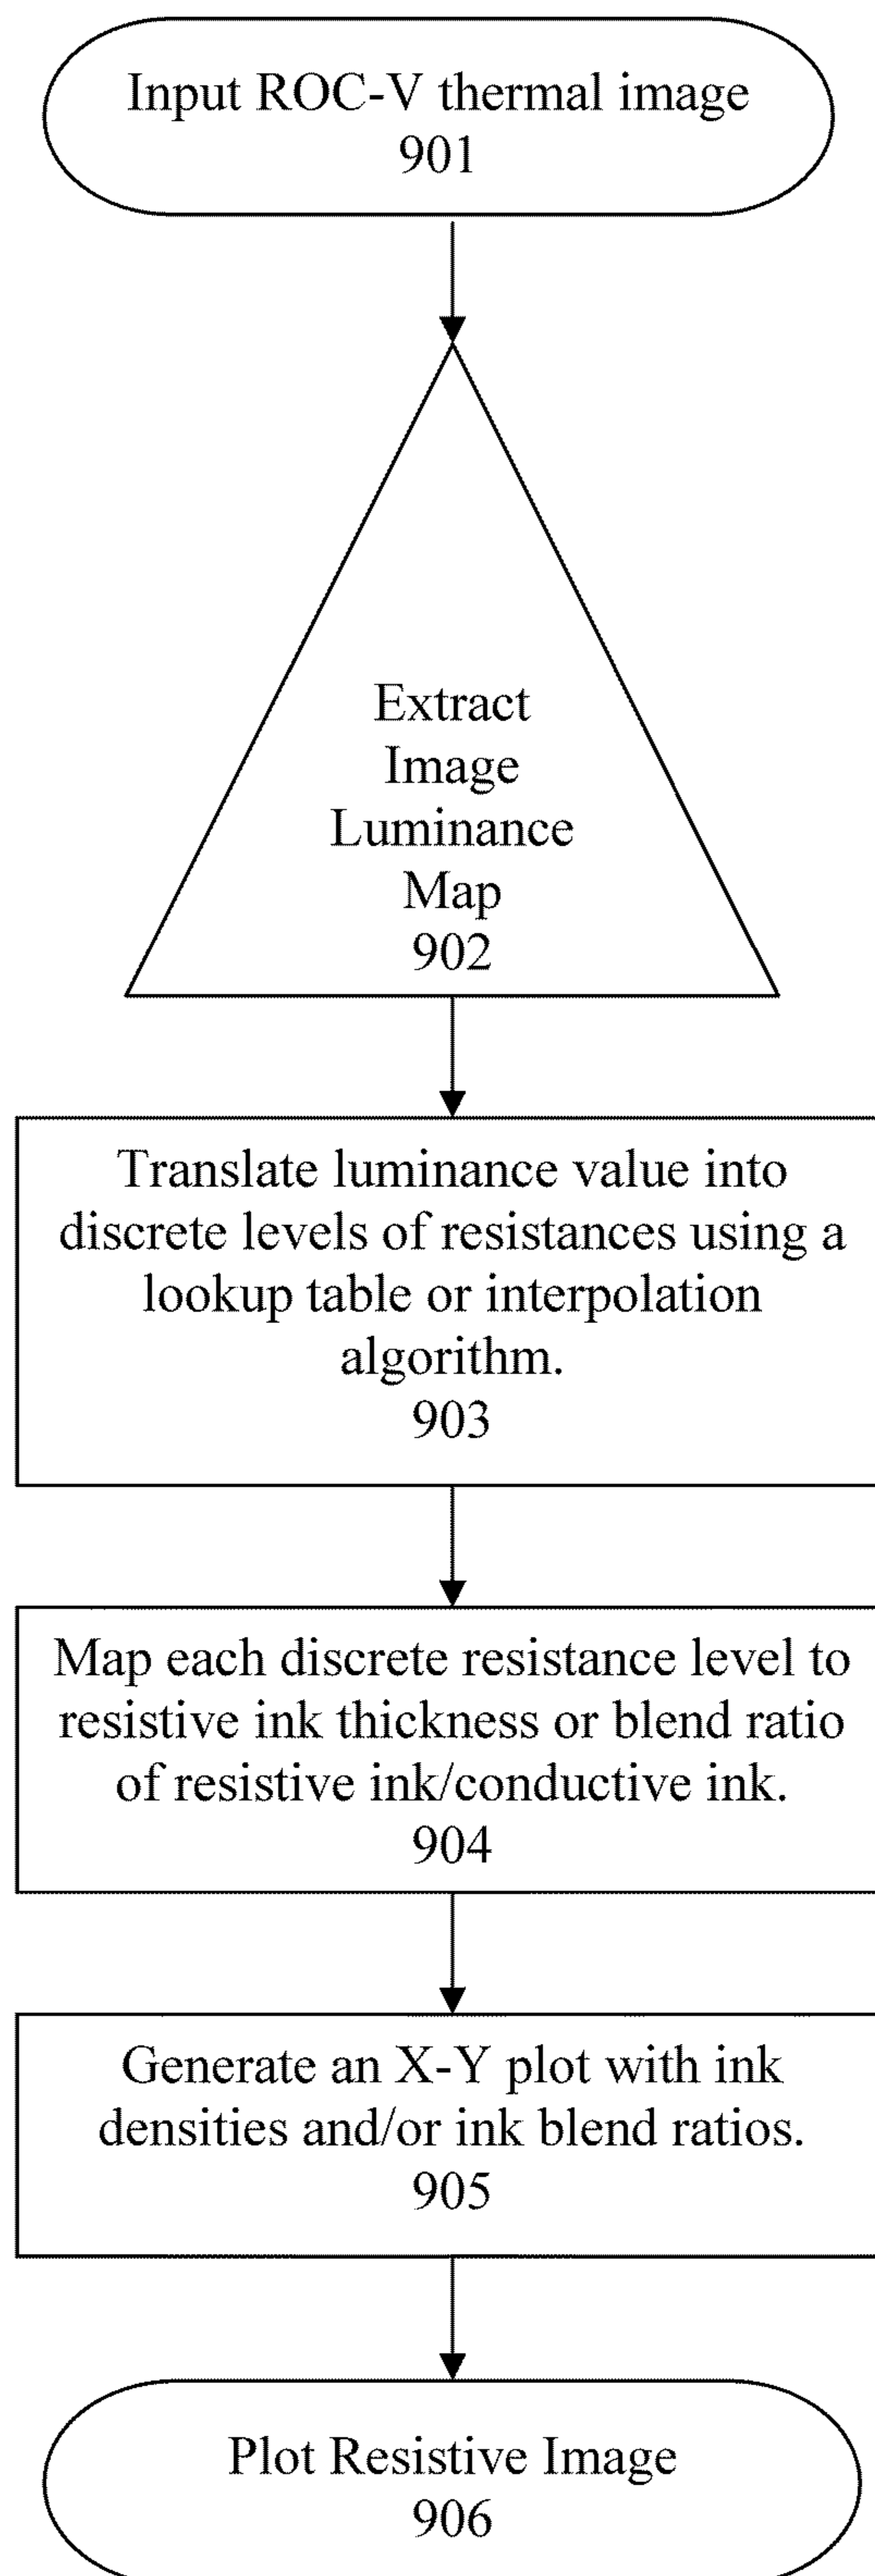 Input ROC-V thermal image
901
Extract
Image
Luminance
Map
902
Translate luminance value into
discrete levels of resistances using a
lookup table or interpolation
algorithm.
903
Map each discrete resistance level to
resistive ink thickness or blend ratio
of resistive ink/conductive ink.
904
Generate an X-Y plot with ink
densities and/or ink blend ratios.
905
Plot Resistive Image
906